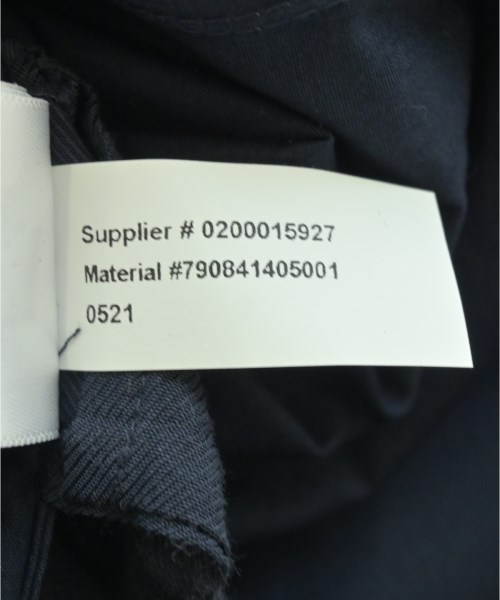 Supplier # 0200015927
Material #790841405001
0521